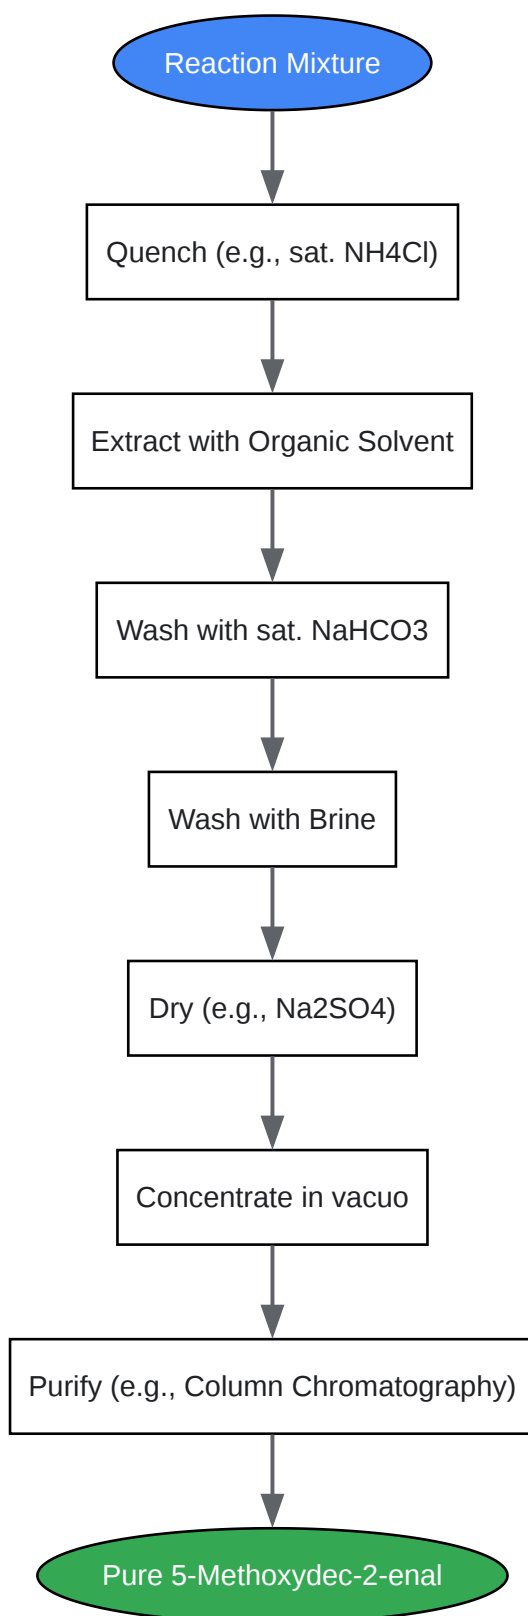 Reaction Mixture
Quench (e.g., sat. NH4Cl)
Extract with Organic Solvent
Wash with sat. NaHCO3
Wash with Brine
Dry (e.g., Na2SO4)
Concentrate in vacuo
Purify (e.g., Column Chromatography)
Pure 5-Methoxydec-2-enal